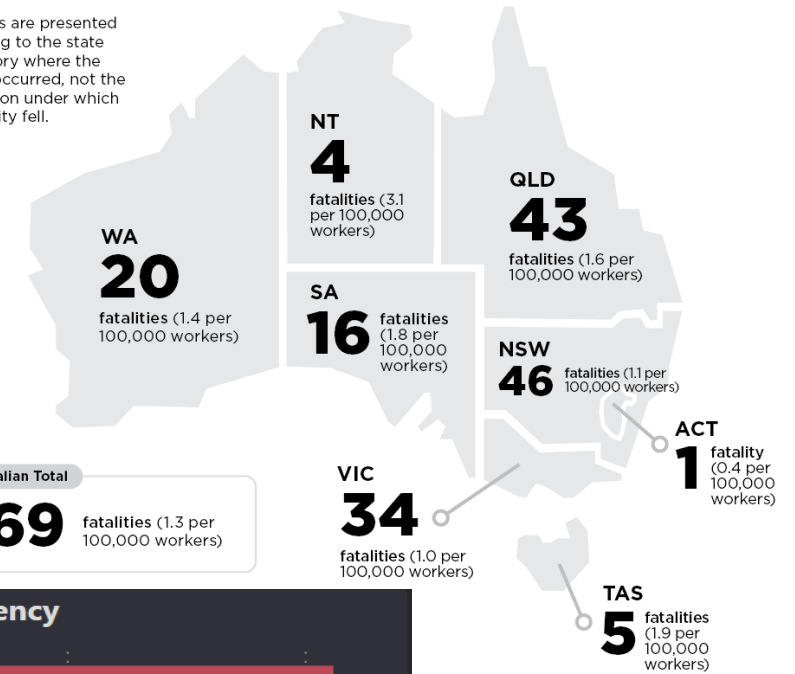 s are presented
g to the state
ory where the
occurred, not the
on under which
ity fell.
NT
4
fatalities (3.1
per 100,000
workers)
QLD
43
fatalities (1.6 per
100,000 workers)
WA
20
fatalities (1.4 per
100,000 workers)
SA
16
fatalities
(1.8 per
100,000
workers)
NSW
46
fatalities (1.1 per
100,000 workers)
ACT
1
fatality
(0.4 per
100,000
workers)
alian Total
69
fatalities (1.3 per
100,000 workers)
VIC
34
fatalities (1.0 per
100,000 workers)
TAS
5
fatalities
(1.9 per
100,000
workers)
ency